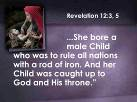 Revelation 12:3, 5
...She bore a
male Child
who was to rule all nations
with a rod of iron. And her
Child was caught up to
God and His throne."